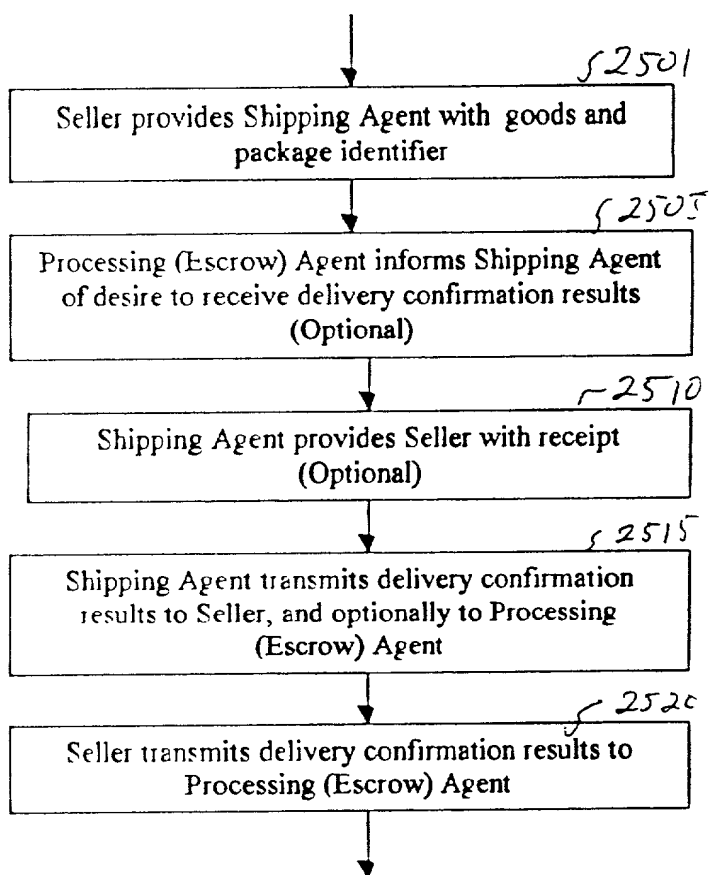 2501
Seller provides Shipping Agent with goods and
package identifier
2505
Processing (Escrow) Agent informs Shipping Agent
of desire to receive delivery confirmation results
(Optional)
2510
Shipping Agent provides Seller with receipt
(Optional)
2515
Shipping Agent transmits delivery confirmation
results to Seller, and optionally to Processing
(Escrow) Agent
2520
Seller transmits delivery confirmation results to
Processing (Escrow) Agent